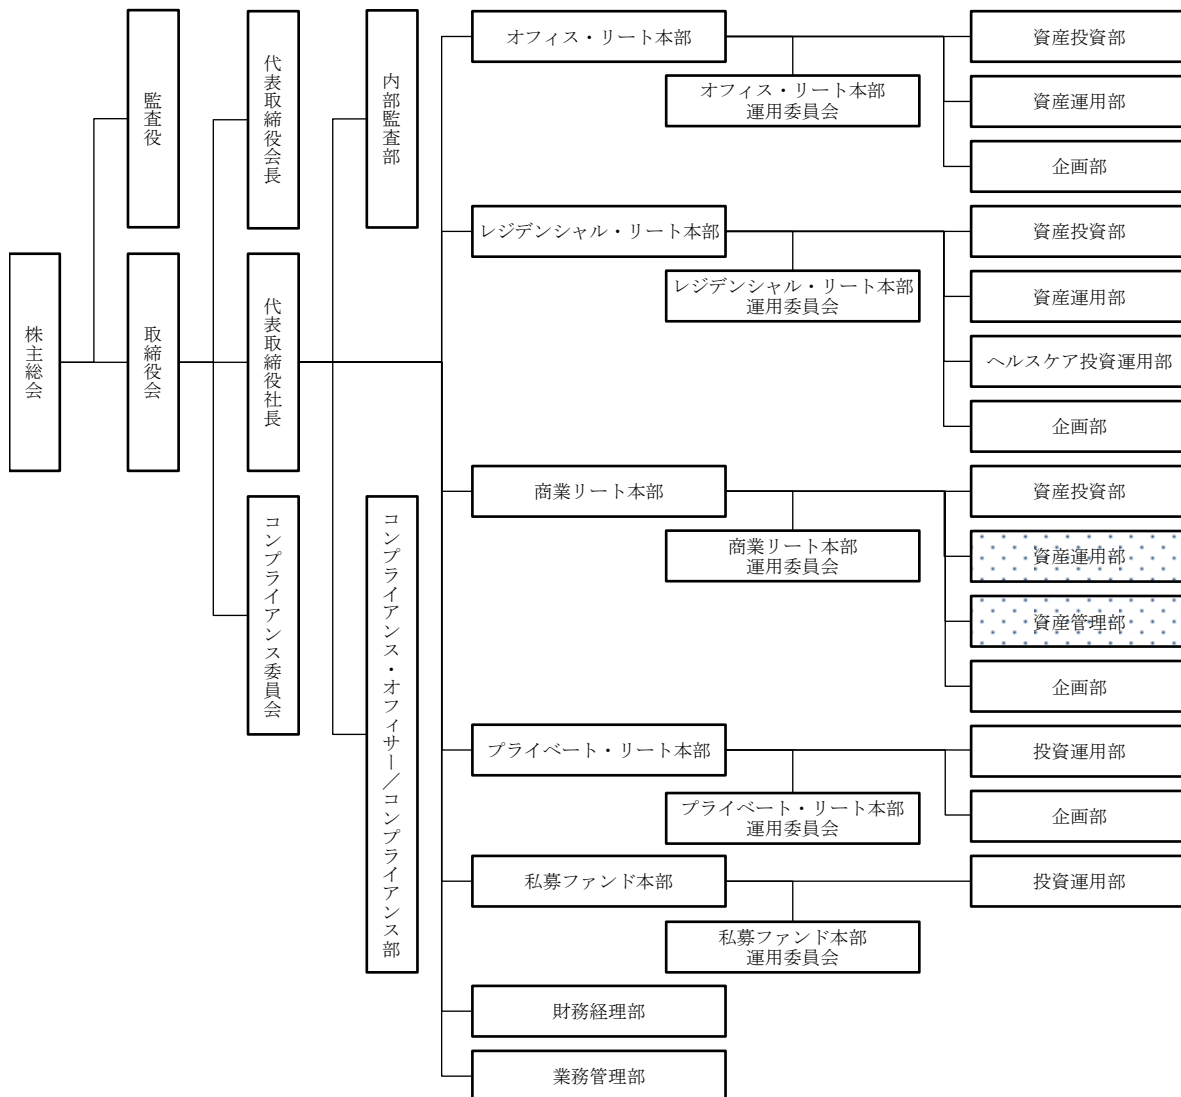 株主総会
監査役
取締役会
代表取締役会長
代表取締役社長
コンプライアンス委員会
内部監査部
コンプライアンス・オフィサー／コンプライアンス部
オフィス・リート本部
オフィス・リート本部
運用委員会
資産投資部
資産運用部
企画部
レジデンシャル・リート本部
レジデンシャル・リート本部
運用委員会
資産投資部
資産運用部
ヘルスケア投資運用部
企画部
商業リート本部
商業リート本部
運用委員会
資産投資部
資産運用部
資産管理部
企画部
プライベート・リート本部
プライベート・リート本部
運用委員会
投資運用部
企画部
私募ファンド本部
私募ファンド本部
運用委員会
投資運用部
財務経理部
業務管理部